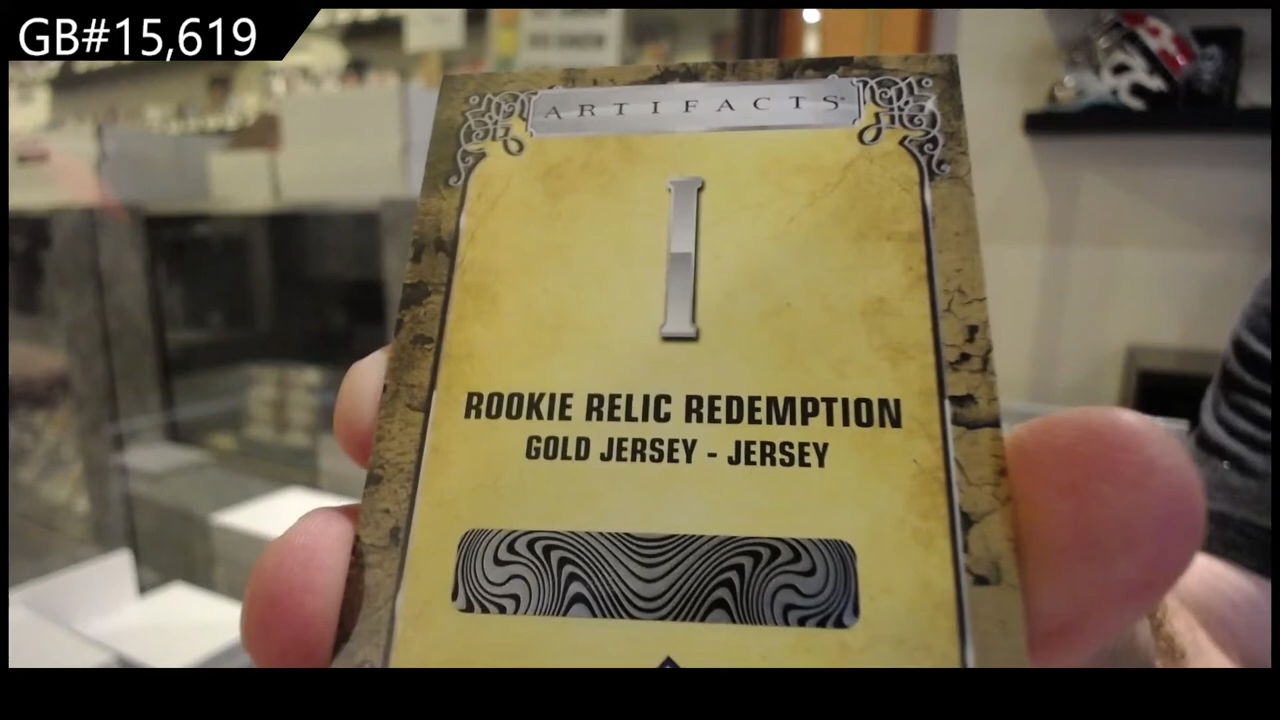 GB#15,619
ARTIFACTS
I
ROOKIE RELIC REDEMPTION
GOLD JERSEY - JERSEY